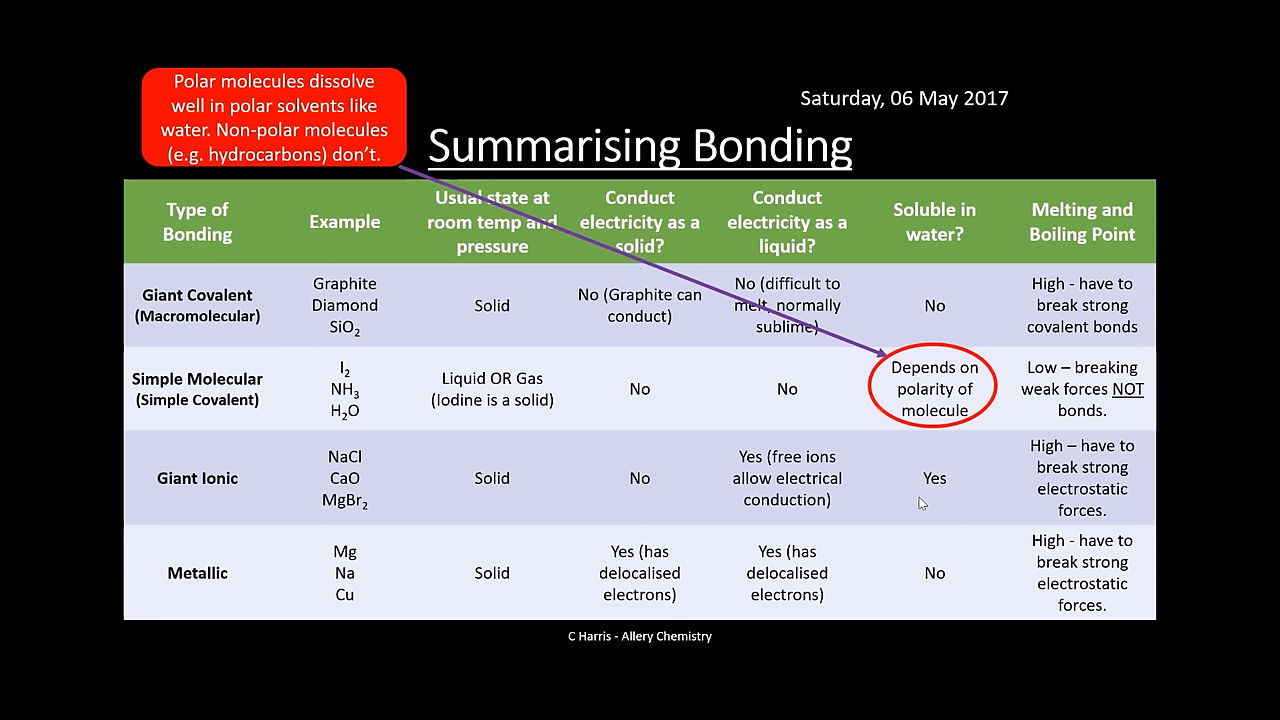 Polar molecules dissolve
well in polar solvents like
water. Non-polar molecules
(e.g. hydrocarbons) don't.
Saturday, 06 May 2017
Summarising Bonding
Type of
Bonding
Example
Usual state at
room temp and
pressure
Conduct
electricity as a
solid?
Conduct
electricity as a
liquid?
Soluble in
water?
Melting and
Boiling Point
Giant Covalent
(Macromolecular)
Graphite
Diamond
SiO₂
Solid
No (Graphite can
conduct)
No (difficult to
melt, normally
sublime)
No
High - have to
break strong
covalent bonds
Simple Molecular
(Simple Covalent)
I₂
NH₃
H₂O
Liquid OR Gas
(Iodine is a solid)
No
No
Depends on
polarity of
molecule
Low – breaking
weak forces NOT
bonds.
Giant Ionic
NaCl
CaO
MgBr₂
Solid
No
Yes (free ions
allow electrical
conduction)
Yes
High – have to
break strong
electrostatic
forces.
Metallic
Mg
Na
Cu
Solid
Yes (has
delocalised
electrons)
Yes (has
delocalised
electrons)
No
High - have to
break strong
electrostatic
forces.
C Harris - Allery Chemistry